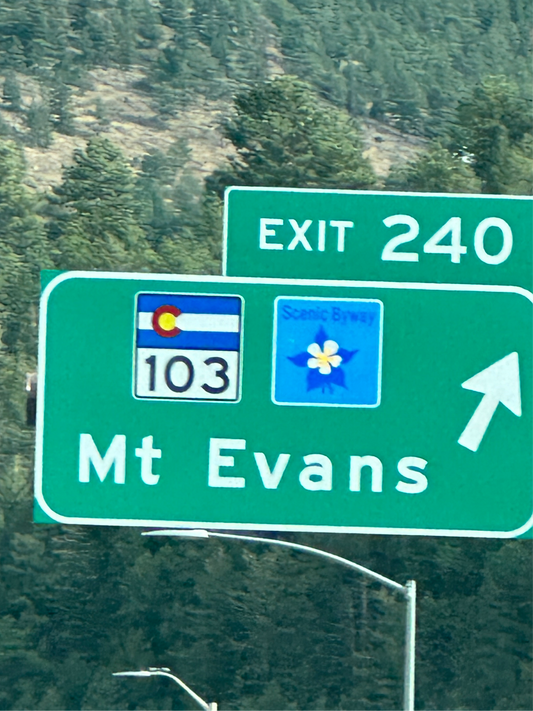 EXIT 240
Scenic Byway
103
Mt Evans